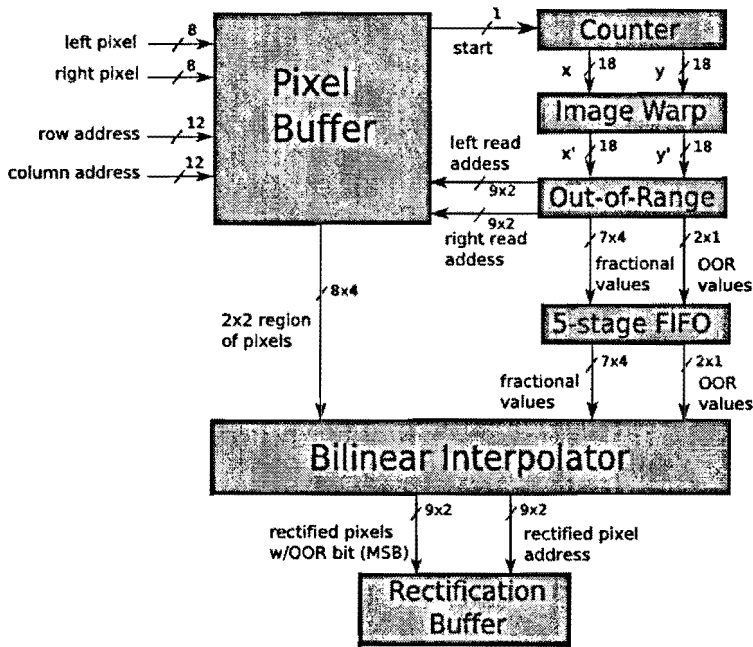 left pixel
8
right pixel
8
row address
12
column address
12
Pixel
Buffer
1
start
Counter
x
18
y
18
Image Warp
x'
18
y'
18
left read
addess
9x2
Out-of-Range
9x2
right read
addess
7x4
fractional
values
2x1
OOR
values
8x4
2x2 region
of pixels
5-stage FIFO
7x4
fractional
values
2x1
OOR
values
Bilinear Interpolator
9x2
rectified pixels
w/OOR bit (MSB)
9x2
rectified pixel
address
Rectification
Buffer